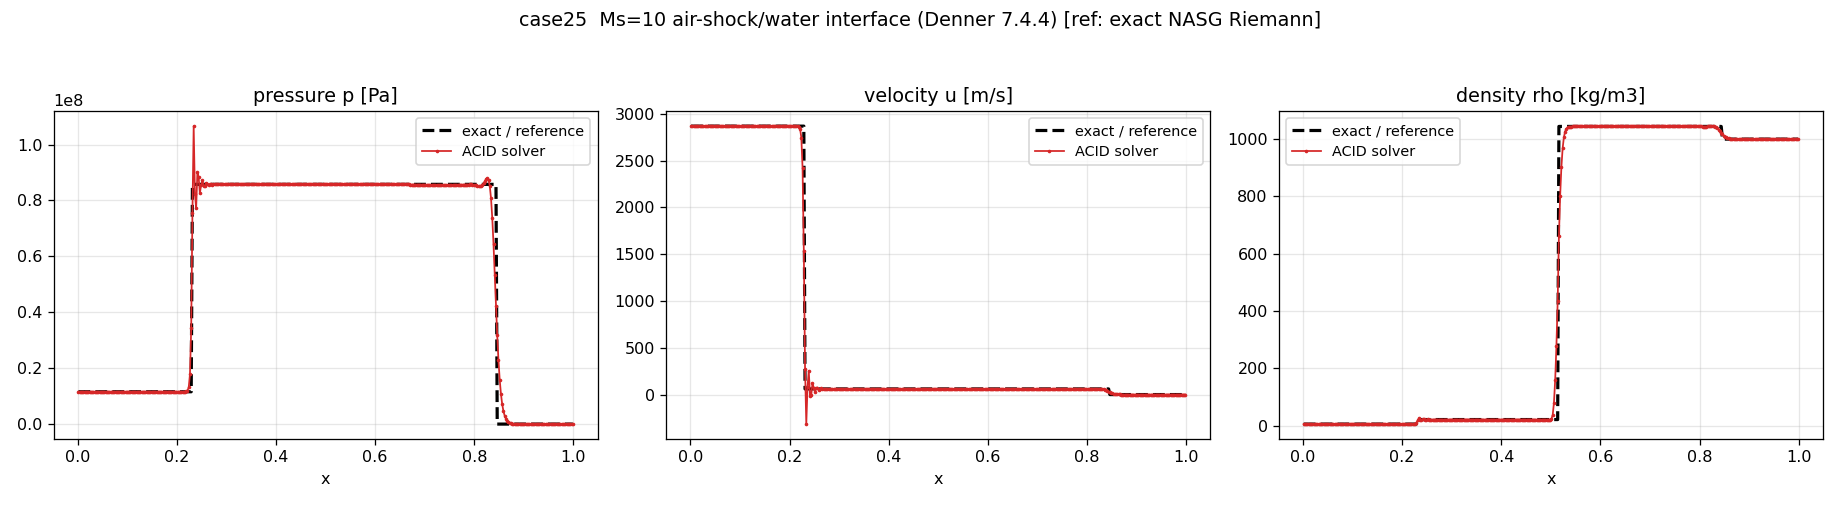 case25  Ms=10 air-shock/water interface (Denner 7.4.4) [ref: exact NASG Riemann]
pressure p [Pa]
1e8
1.0
0.8
0.6
0.4
0.2
0.0
0.0 0.2 0.4 0.6 0.8 1.0
x
exact / reference
ACID solver
velocity u [m/s]
3000
2500
2000
1500
1000
500
0
0.0 0.2 0.4 0.6 0.8 1.0
x
exact / reference
ACID solver
density rho [kg/m3]
1000
800
600
400
200
0
0.0 0.2 0.4 0.6 0.8 1.0
x
exact / reference
ACID solver